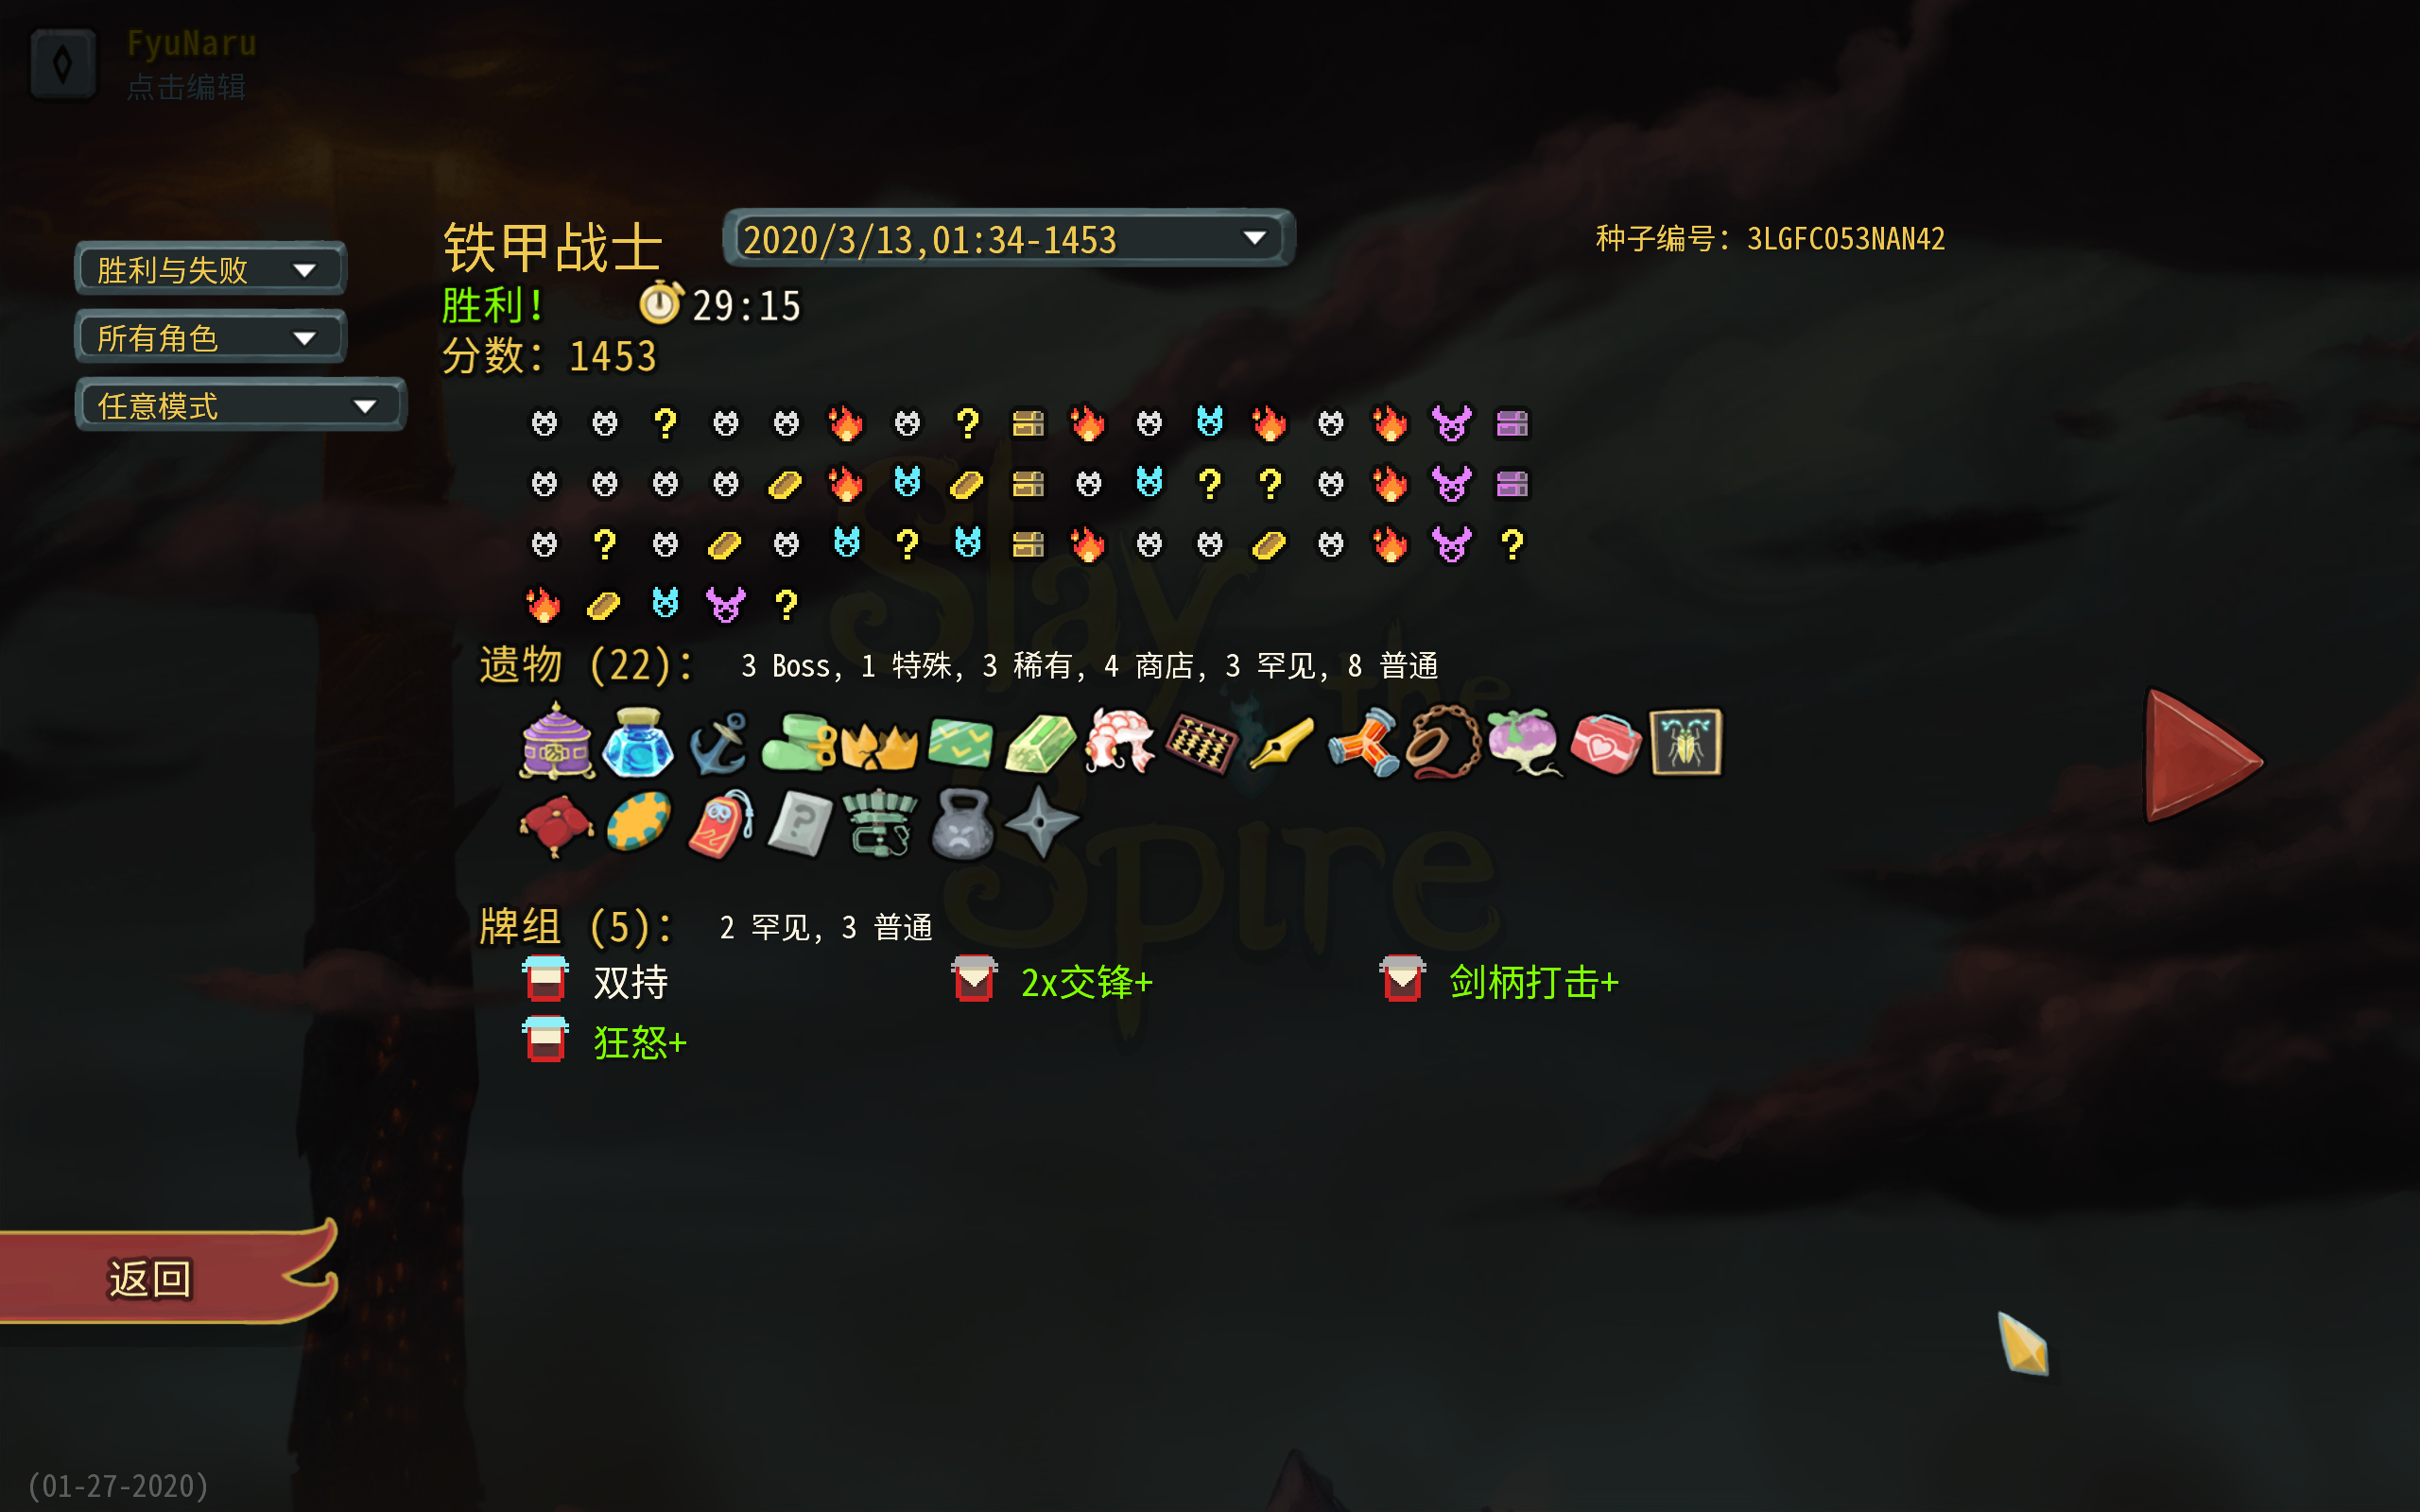 FyuNaru
点击编辑
铁甲战士
2020/3/13,01:34-1453
种子编号: 3LGFCO53NAN42
胜利与失败
胜利!
29:15
所有角色
分数: 1453
任意模式
遗物 (22):
3 Boss, 1 特殊, 3 稀有, 4 商店, 3 罕见, 8 普通
牌组 (5):
2 罕见, 3 普通
双持
2x交锋+
剑柄打击+
狂怒+
Slay the Spire
返回
(01-27-2020)